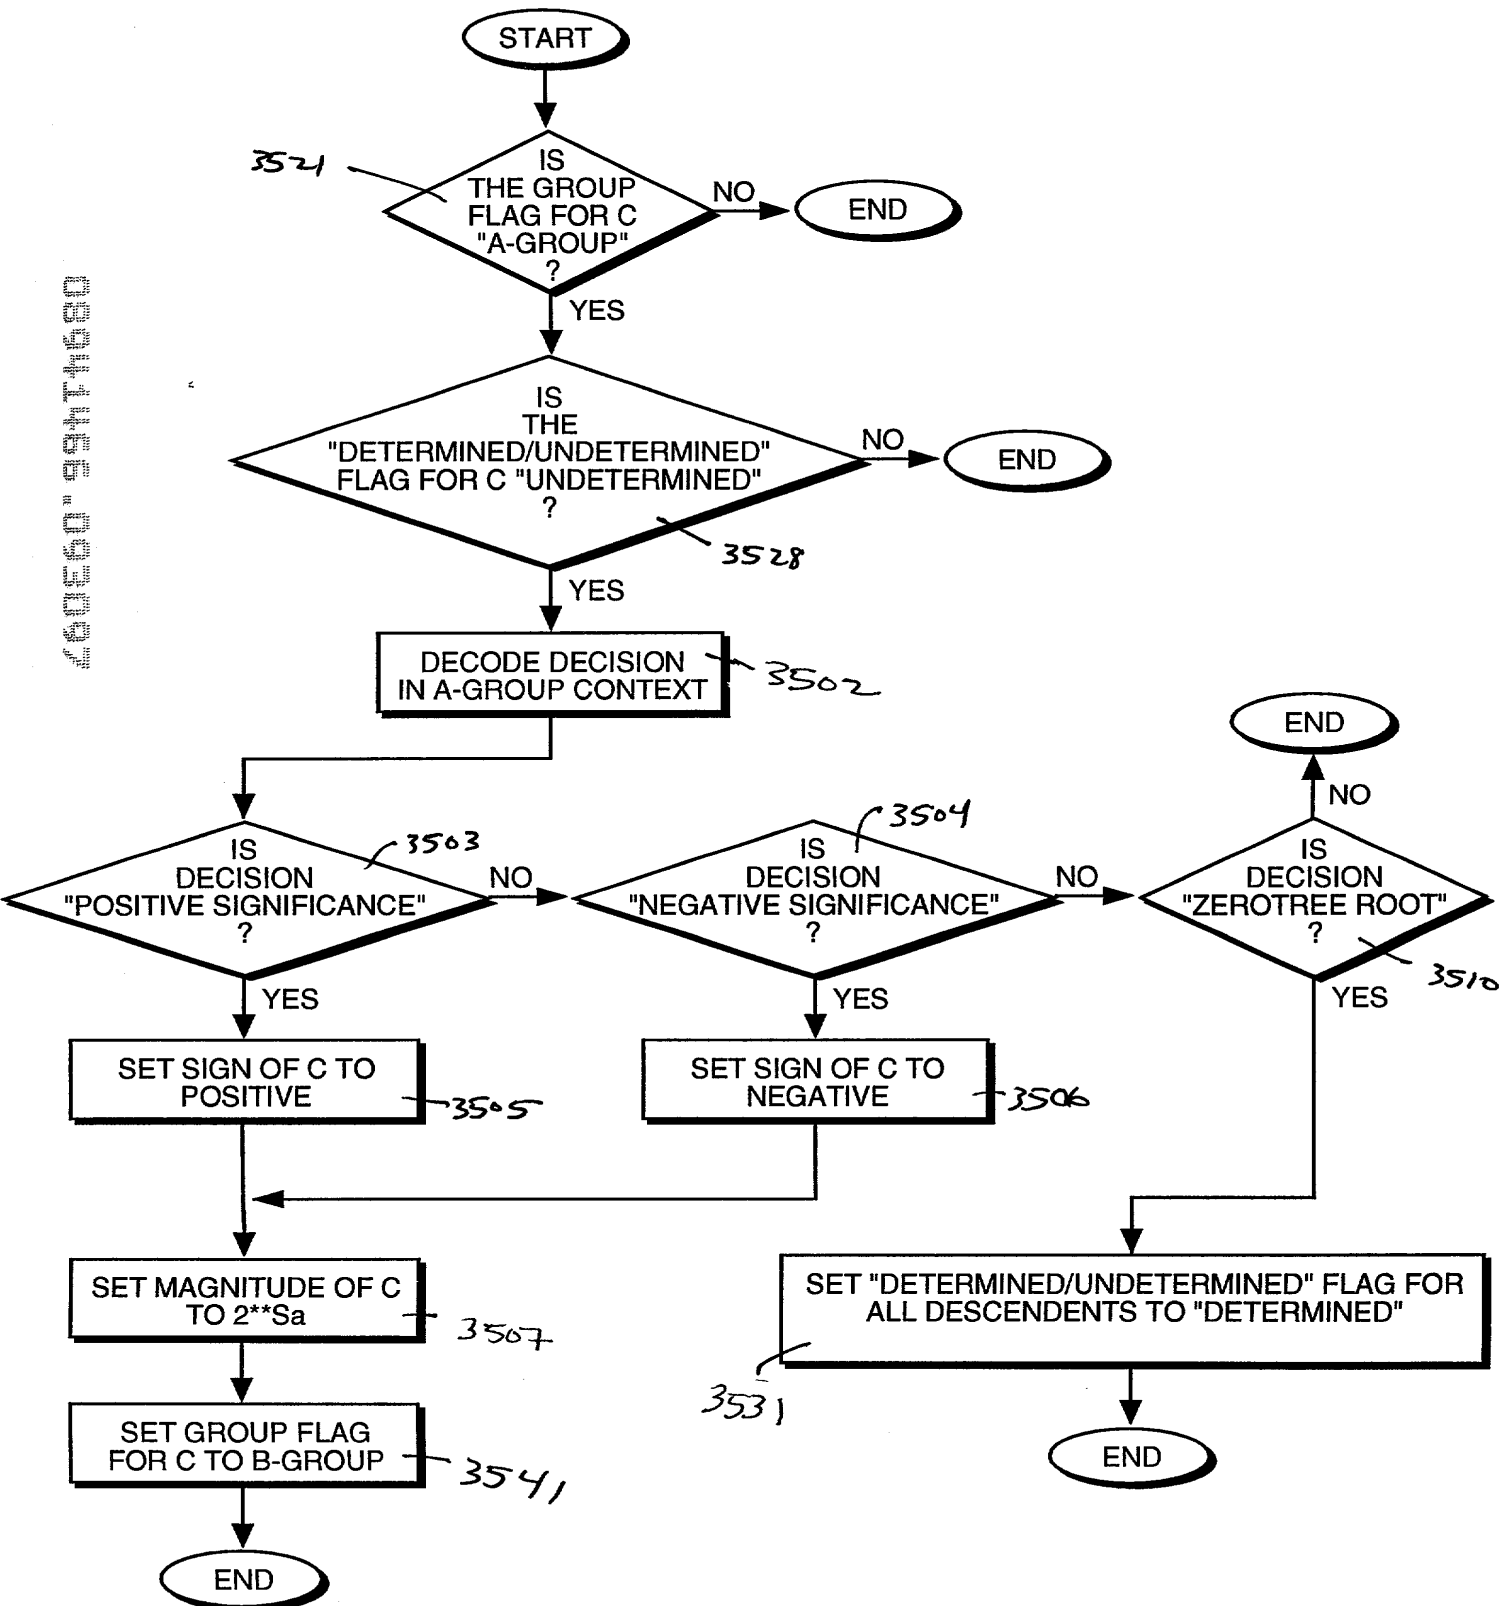 START
3521
IS
THE GROUP
FLAG FOR C
"A-GROUP"
?
NO
END
YES
IS
THE
"DETERMINED/UNDETERMINED"
FLAG FOR C "UNDETERMINED"
?
NO
END
3528
YES
DECODE DECISION
IN A-GROUP CONTEXT
3502
END
NO
IS
DECISION
"POSITIVE SIGNIFICANCE"
?
3503
NO
IS
DECISION
"NEGATIVE SIGNIFICANCE"
?
3504
NO
IS
DECISION
"ZEROTREE ROOT"
?
3510
YES
YES
YES
SET SIGN OF C TO
POSITIVE
3505
SET SIGN OF C TO
NEGATIVE
3506
SET MAGNITUDE OF C
TO 2**Sa
3507
SET "DETERMINED/UNDETERMINED" FLAG FOR
ALL DESCENDENTS TO "DETERMINED"
3531
SET GROUP FLAG
FOR C TO B-GROUP
3541
END
END
08941496.093097